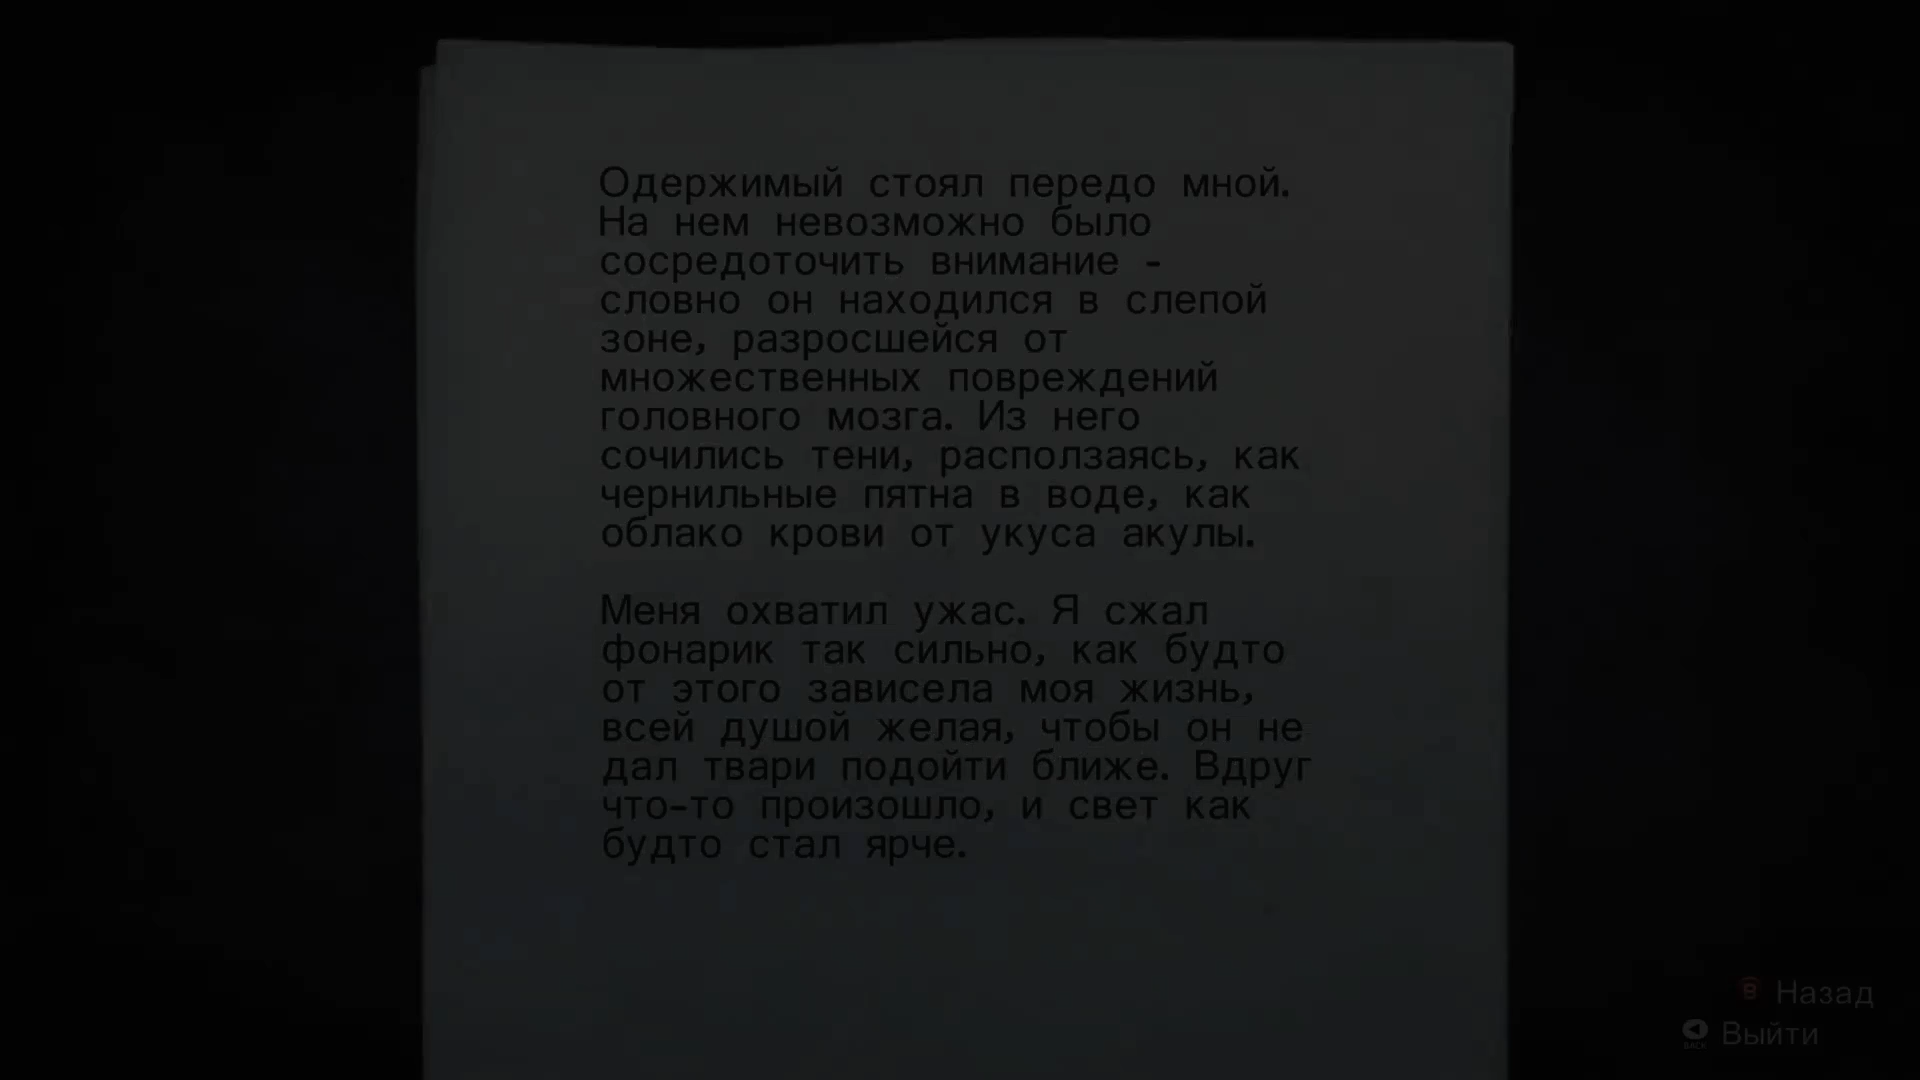 Одержимый стоял передо мной.
На нем невозможно было
сосредоточить внимание -
словно он находился в слепой
зоне, разросшейся от
множественных повреждений
головного мозга. Из него
сочились тени, расползаясь, как
чернильные пятна в воде, как
облако крови от укуса акулы.
Меня охватил ужас. Я сжал
фонарик так сильно, как будто
от этого зависела моя жизнь,
всей душой желая, чтобы он не
дал твари подойти ближе. Вдруг
что-то произошло, и свет как
будто стал ярче.
B Назад
BACK Выйти